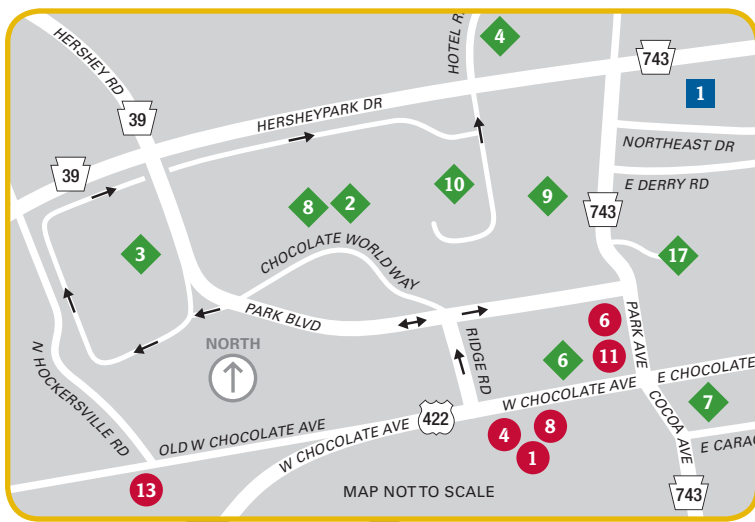 HERSHEY RD
HOTEL R
4
743
1
39
HERSHEYPARK DR
NORTHEAST DR
39
E DERRY RD
10
9
743
8
2
3
17
CHOCOLATE WORLD WAY
PARK BLVD
6
PARK AVE
NORTH
RIDGE RD
6
11
N HOCKERSVILLE RD
W CHOCOLATE AVE
E CHOCOLATE
7
COCOA AVE
422
OLD W CHOCOLATE AVE
W CHOCOLATE AVE
4
8
1
E CARAC
13
MAP NOT TO SCALE
743